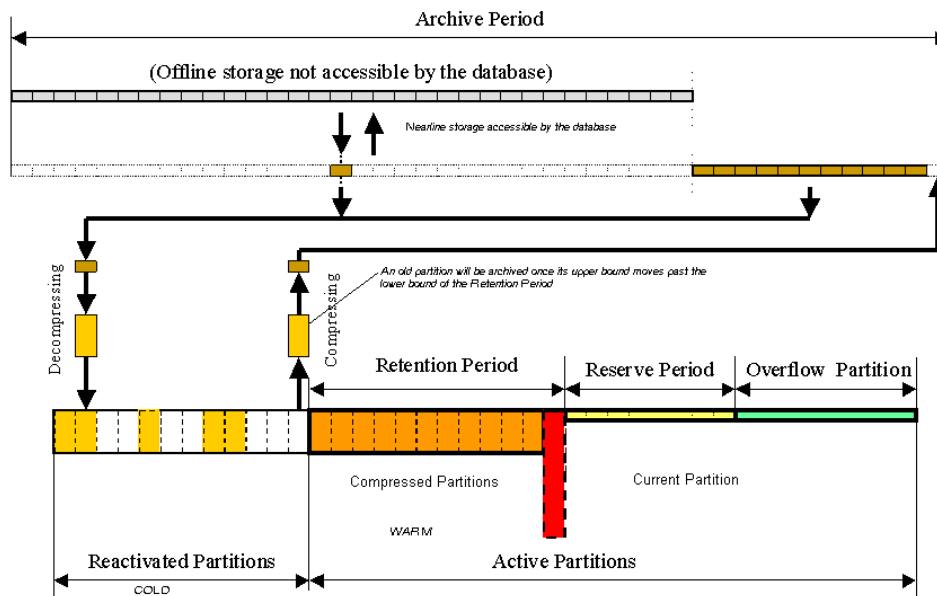 Archive Period
(Offline storage not accessible by the database)
Nearline storage accessible by the database
An old partition will be archived once its upper bound moves past the
lower bound of the Retention Period
Decompressing
Compressing
Retention Period
Reserve Period
Overflow Partition
Compressed Partitions
Current Partition
WARM
Reactivated Partitions
Active Partitions
COLD